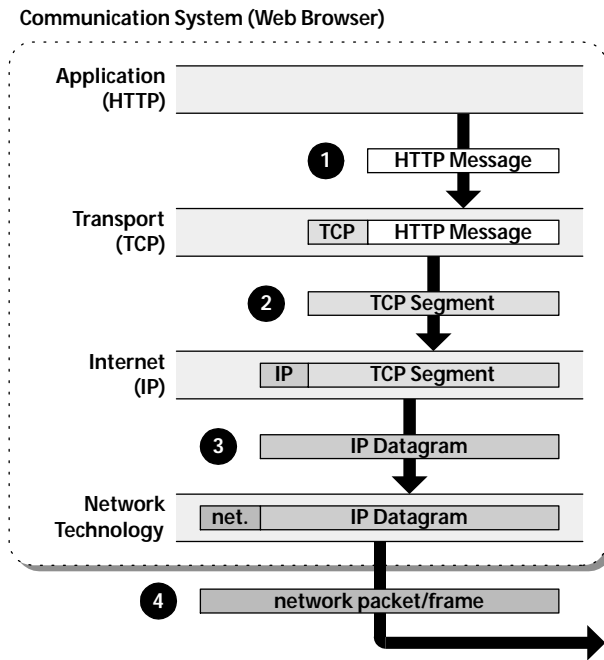 Communication System (Web Browser)
Application
(HTTP)
1
HTTP Message
Transport
(TCP)
TCP HTTP Message
2
TCP Segment
Internet
(IP)
IP TCP Segment
3
IP Datagram
Network
Technology
net. IP Datagram
4
network packet/frame